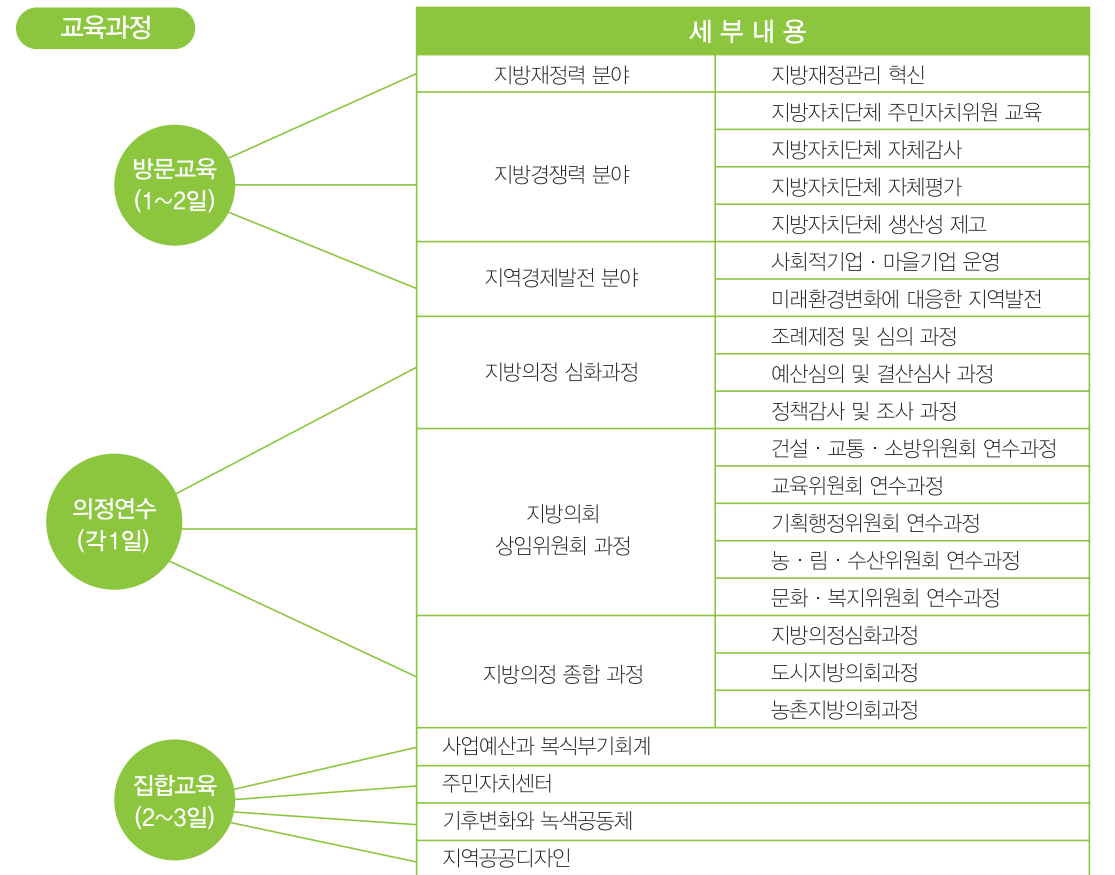 교육과정
세 부 내 용
방문교육
(1~2일)
지방재정력 분야
지방재정관리 혁신
지방경쟁력 분야
지방자치단체 주민자치위원 교육
지방자치단체 자체감사
지방자치단체 자체평가
지방자치단체 생산성 제고
지역경제발전 분야
사회적기업 · 마을기업 운영
미래환경변화에 대응한 지역발전
의정연수
(각1일)
지방의정 심화과정
조례제정 및 심의 과정
예산심의 및 결산심사 과정
정책감사 및 조사 과정
지방의회
상임위원회 과정
건설 · 교통 · 소방위원회 연수과정
교육위원회 연수과정
기획행정위원회 연수과정
농 · 림 · 수산위원회 연수과정
문화 · 복지위원회 연수과정
지방의정 종합 과정
지방의정심화과정
도시지방의회과정
농촌지방의회과정
집합교육
(2~3일)
사업예산과 복식부기회계
주민자치센터
기후변화와 녹색공동체
지역공공디자인